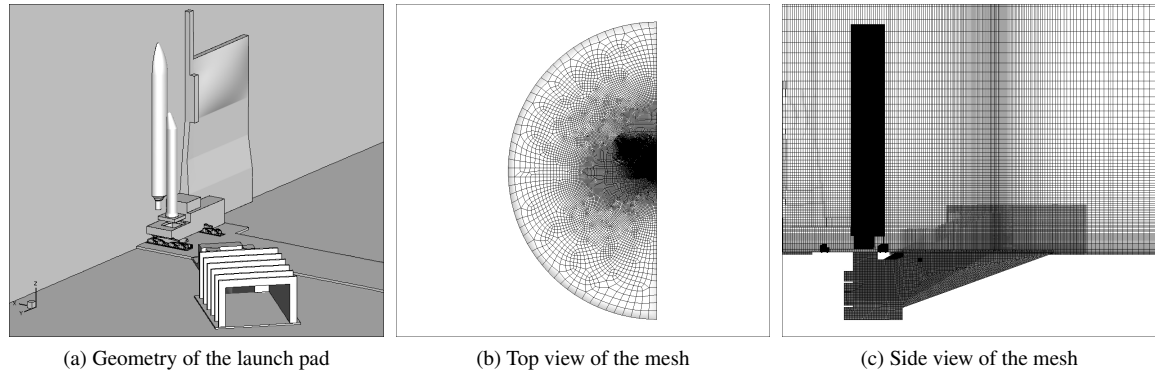 Z
X
Y
(a) Geometry of the launch pad
(b) Top view of the mesh
(c) Side view of the mesh